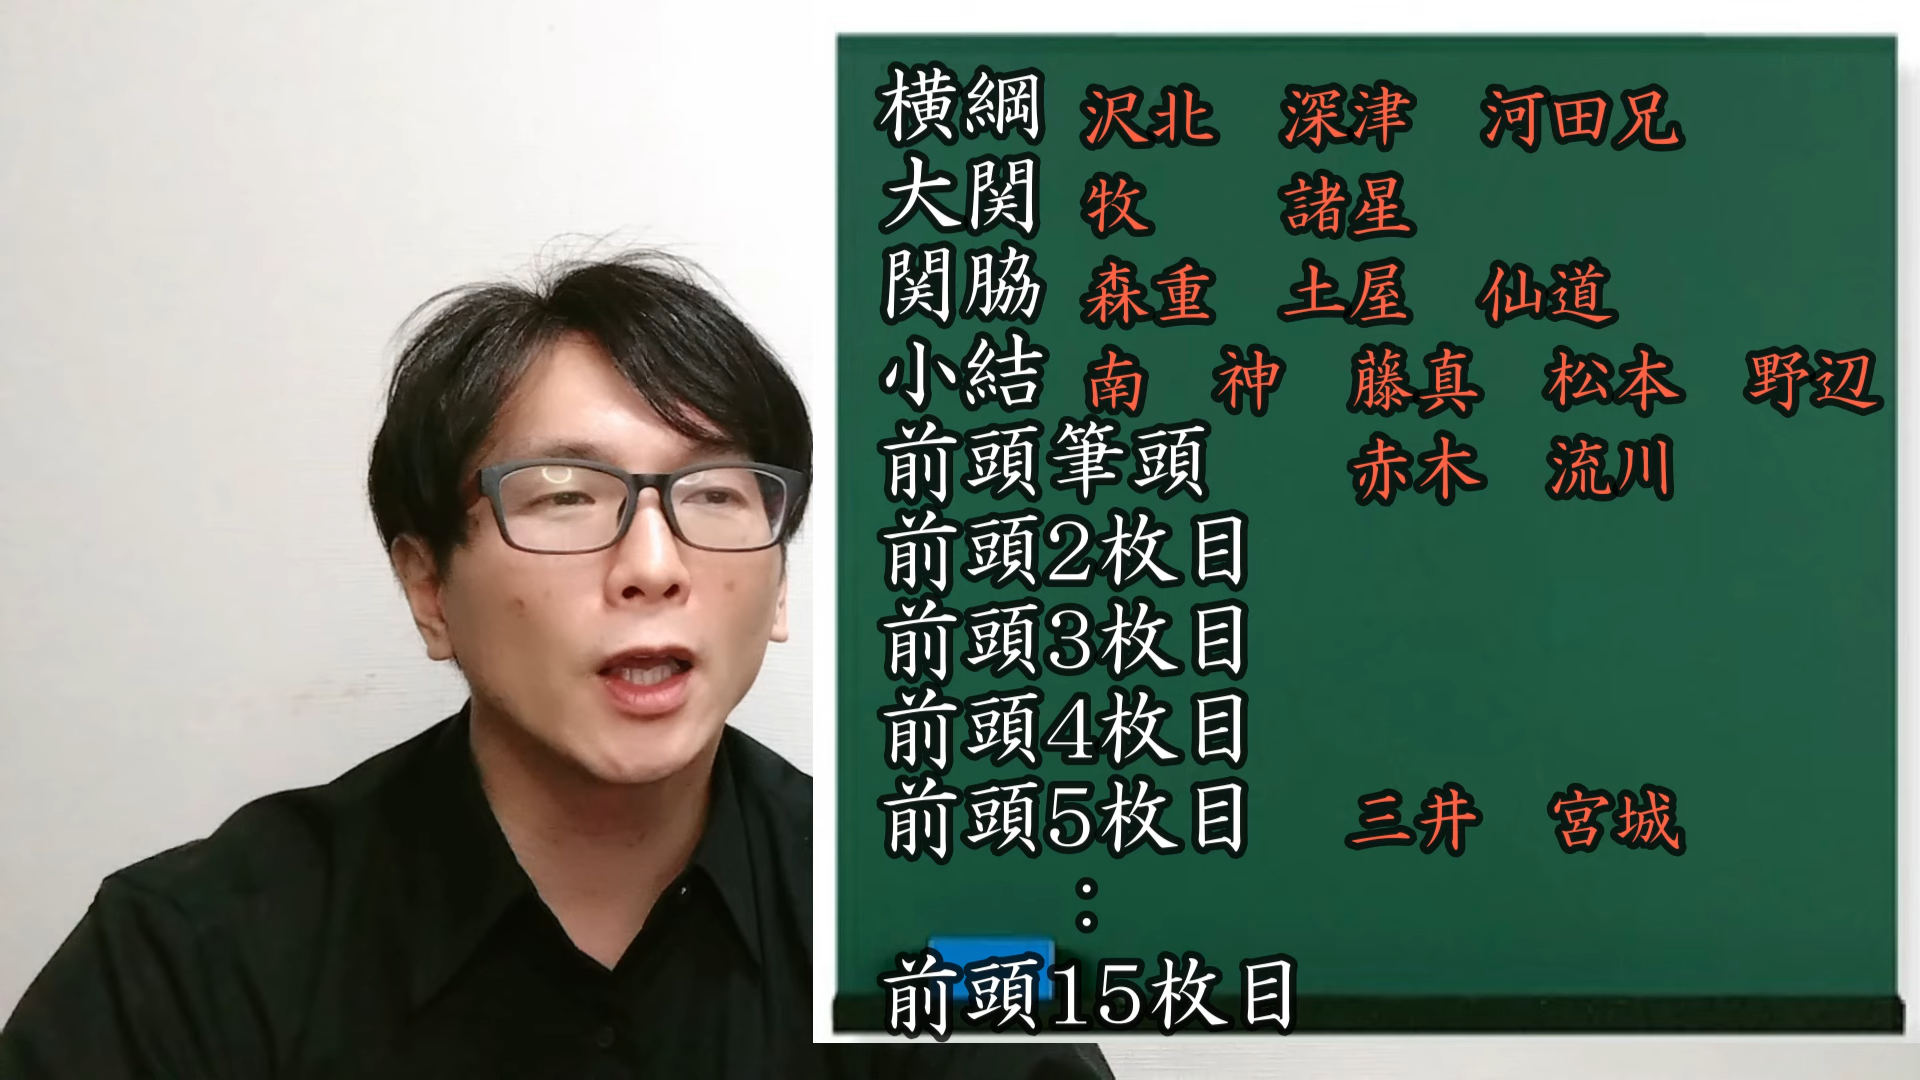 横綱 沢北 深津 河田兄
大関 牧 諸星
関脇 森重 土屋 仙道
小結 南 神 藤真 松本 野辺
前頭筆頭 赤木 流川
前頭2枚目
前頭3枚目
前頭4枚目
前頭5枚目 三井 宮城
:
前頭15枚目